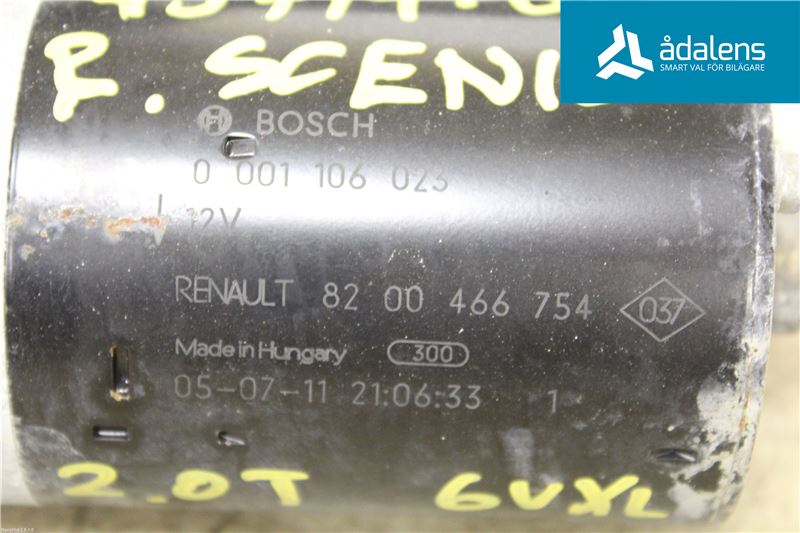 ådalens
SMART VAL FÖR BILÄGARE
R. SCENIC
BOSCH
0 001 106 023
12V
RENAULT 82 00 466 754 037
Made in Hungary 300
05-07-11 21:06:33 1
2.0T 6VXL